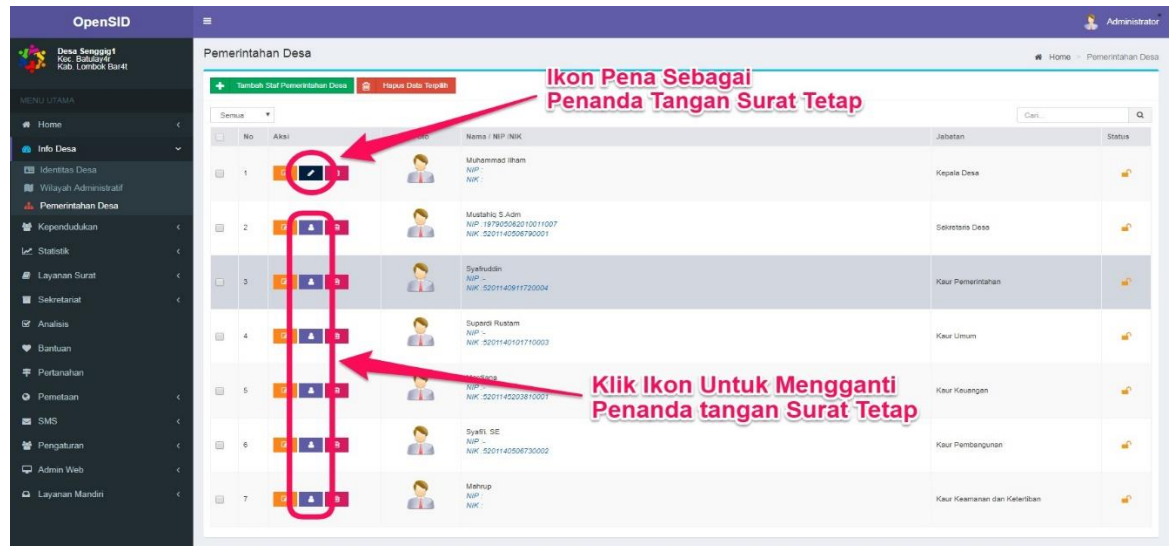 OpenSID
Administrator
Desa Senggig1
Kec. Batulay4r
Kab. Lombok Bar4t
Pemerintahan Desa
Home > Pemerintahan Desa
Ikon Pena Sebagai
Penanda Tangan Surat Tetap
Tambah Staf Pemerintahan Desa
Hapus Data Terpilih
MENU UTAMA
Home
Info Desa
Identitas Desa
Wilayah Administratif
Pemerintahan Desa
Kependudukan
Statistik
Layanan Surat
Sekretariat
Analisis
Bantuan
Pertanahan
Pemetaan
SMS
Pengaturan
Admin Web
Layanan Mandiri
Semua
Cari...
No Aksi Nama / NIP /NIK Jabatan Status
1 Muhammad Ilham Kepala Desa
NIP :
NIK :
2 Mustahiq S.Adm Sekretaris Desa
NIP :197905062010011007
NIK :5201140506790001
3 Syafruddin Kaur Pemerintahan
NIP :-
NIK :5201140911720004
4 Supardi Rustam Kaur Umum
NIP :-
NIK :5201140101710003
5 Kaur Keuangan
NIP :-
NIK :5201145203810001
Klik Ikon Untuk Mengganti
Penanda tangan Surat Tetap
6 Syafi'i. SE Kaur Pembangunan
NIP :-
NIK :5201140506730002
7 Mahrup Kaur Keamanan dan Ketertiban
NIP :
NIK :